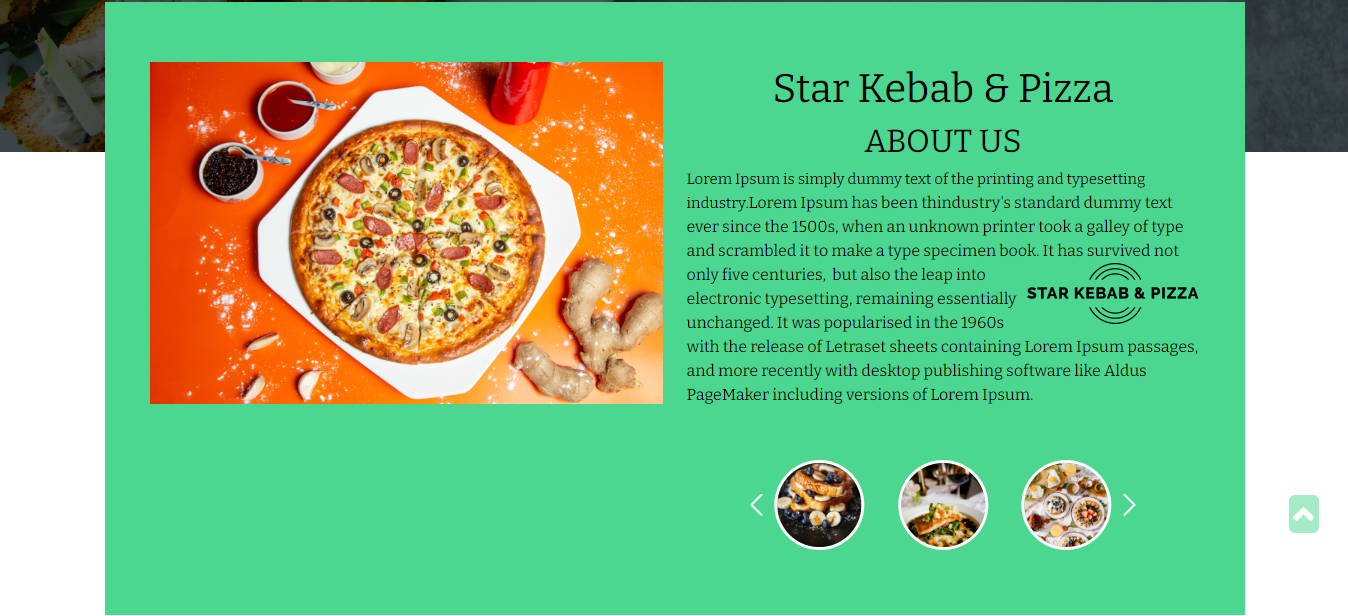 Star Kebab & Pizza
ABOUT US
Lorem Ipsum is simply dummy text of the printing and typesetting
industry.Lorem Ipsum has been thindustry's standard dummy text
ever since the 1500s, when an unknown printer took a galley of type
and scrambled it to make a type specimen book. It has survived not
only five centuries, but also the leap into
electronic typesetting, remaining essentially
STAR KEBAB & PIZZA
unchanged. It was popularised in the 1960s
with the release of Letraset sheets containing Lorem Ipsum passages,
and more recently with desktop publishing software like Aldus
PageMaker including versions of Lorem Ipsum.